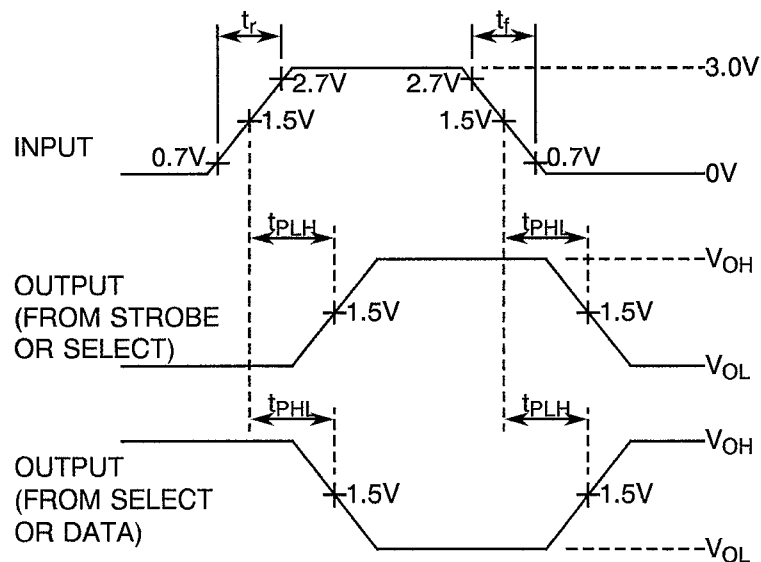 tr
tf
2.7V
2.7V
3.0V
1.5V
1.5V
INPUT
0.7V
0.7V
0V
tPLH
tPHL
VOH
OUTPUT
(FROM STROBE
OR SELECT)
1.5V
1.5V
VOL
tPHL
tPLH
VOH
OUTPUT
(FROM SELECT
OR DATA)
1.5V
1.5V
VOL